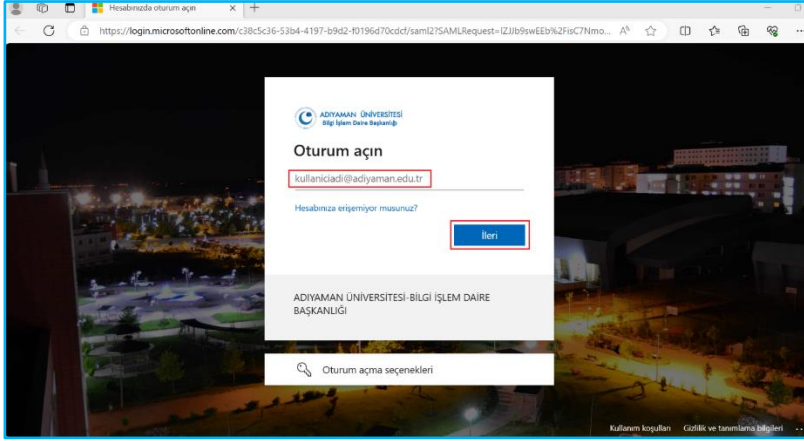 Hesabınızda oturum açın
https://login.microsoftonline.com/c38c5c36-53b4-4197-b9d2-f0196d70cdcf/saml2?SAMLRequest=lZJJb9swEEb%2FisC7Nmo...
ADIYAMAN ÜNİVERSİTESİ
Bilgi İşlem Daire Başkanlığı
Oturum açın
kullaniciadi@adiyaman.edu.tr
Hesabınıza erişemiyor musunuz?
İleri
ADIYAMAN ÜNİVERSİTESİ-BİLGİ İŞLEM DAİRE
BAŞKANLIĞI
Oturum açma seçenekleri
Kullanım koşulları Gizlilik ve tanımlama bilgileri ...